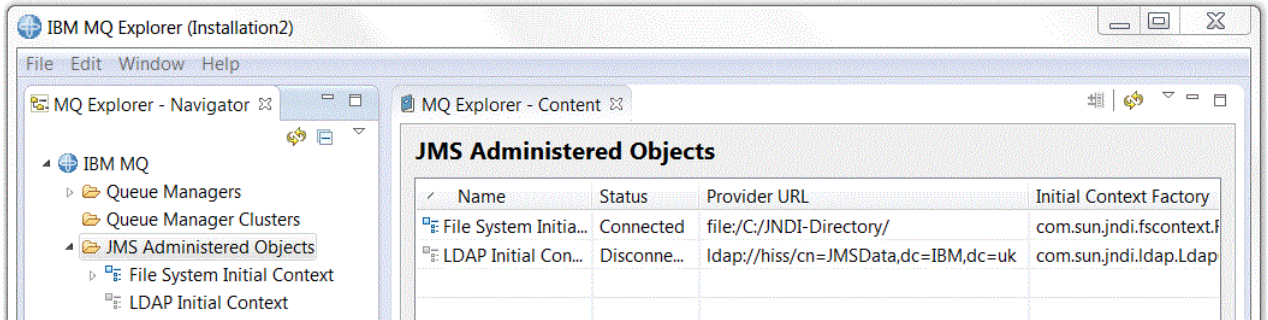 IBM MQ Explorer (Installation2)
File Edit Window Help
MQ Explorer - Navigator
IBM MQ
Queue Managers
Queue Manager Clusters
JMS Administered Objects
File System Initial Context
LDAP Initial Context
MQ Explorer - Content
JMS Administered Objects
Name Status Provider URL Initial Context Factory
File System Initia... Connected file:/C:/JNDI-Directory/ com.sun.jndi.fscontext.F
LDAP Initial Con... Disconne... ldap://hiss/cn=JMSData,dc=IBM,dc=uk com.sun.jndi.ldap.Ldap